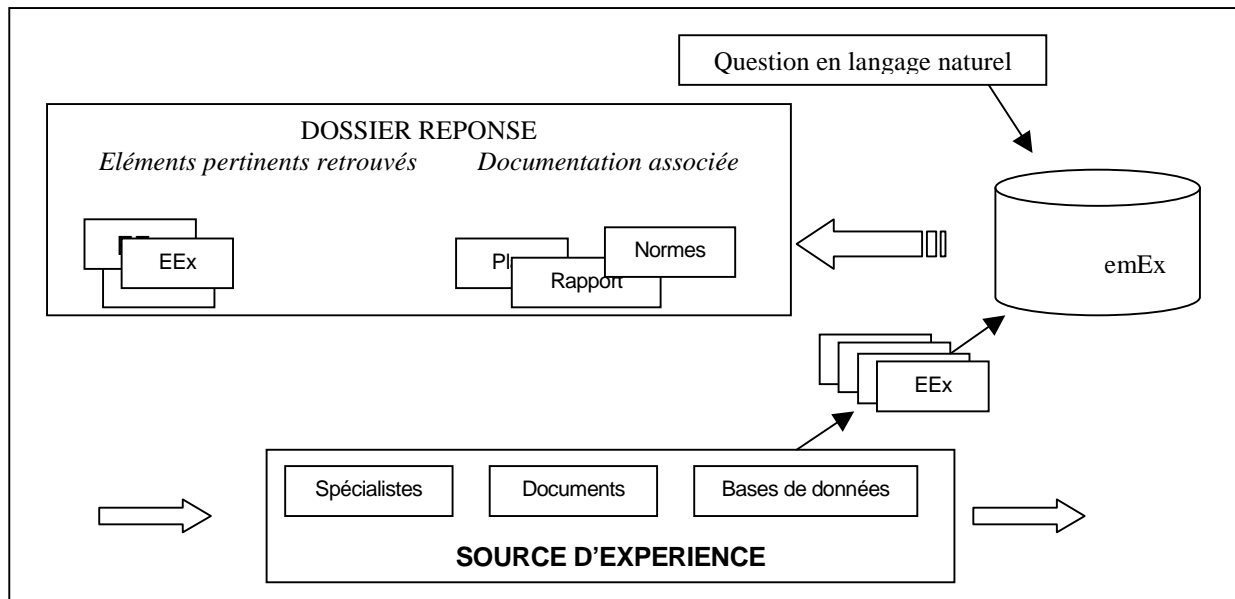 Question en langage naturel
DOSSIER REPONSE
Eléments pertinents retrouvés
Documentation associée
EEx
Normes
Rapport
emEx
EEx
Spécialistes
Documents
Bases de données
SOURCE D'EXPERIENCE